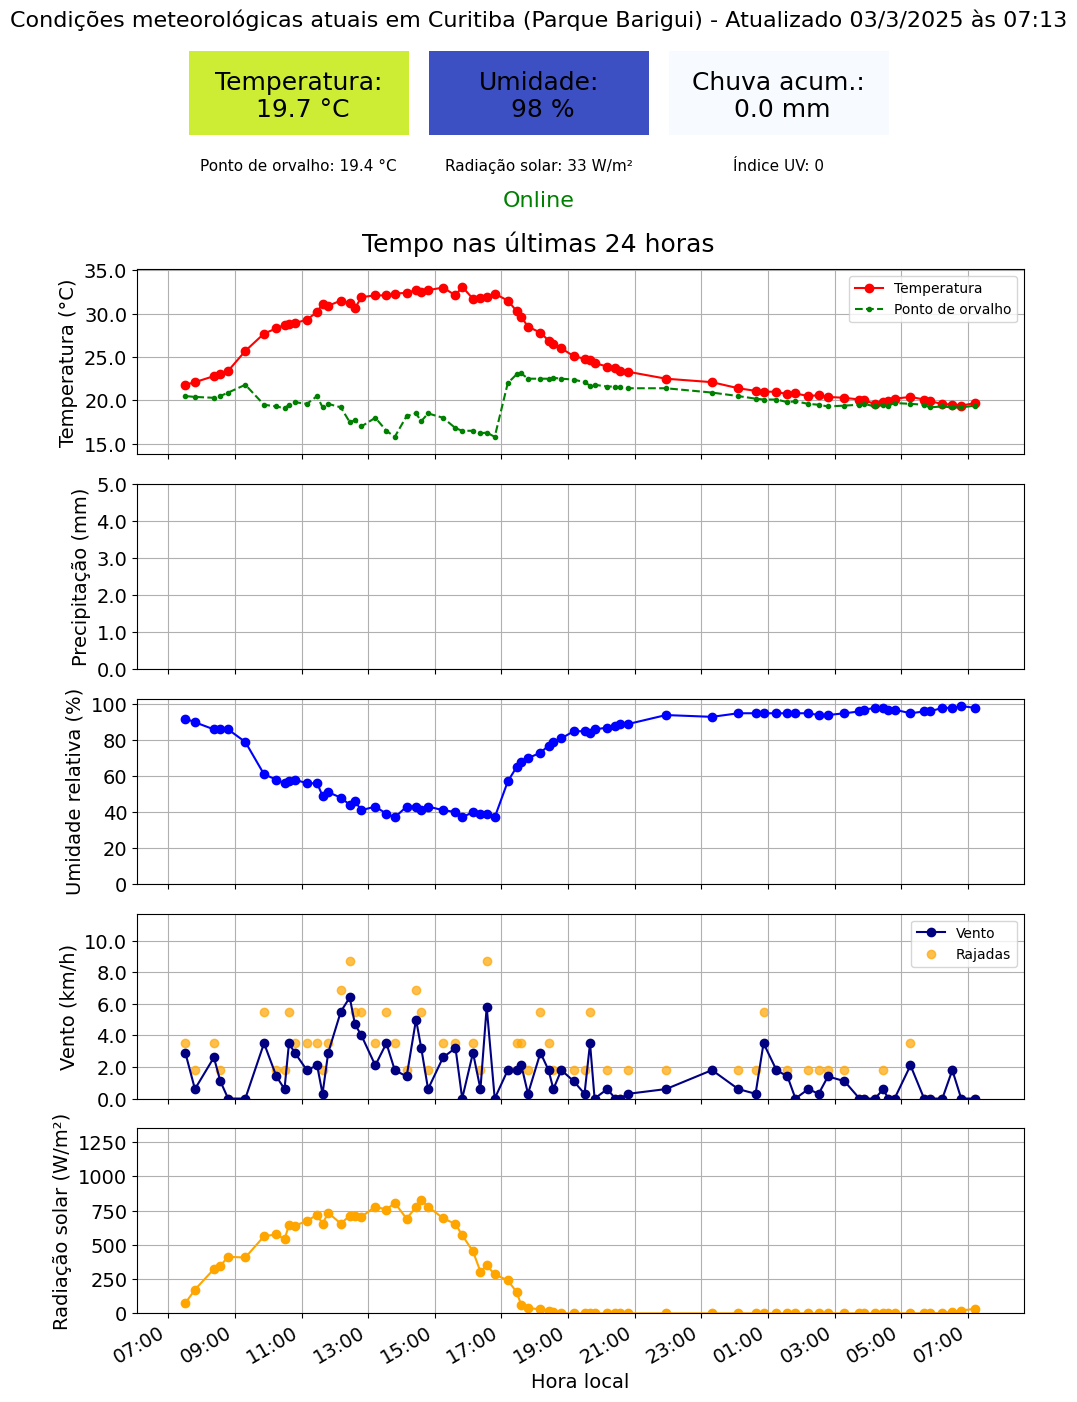 Condições meteorológicas atuais em Curitiba (Parque Barigui) - Atualizado 03/3/2025 às 07:13
Temperatura:
19.7 °C
Umidade:
98 %
Chuva acum.:
0.0 mm
Ponto de orvalho: 19.4 °C
Radiação solar: 33 W/m²
Índice UV: 0
Online
Tempo nas últimas 24 horas
Temperatura (°C)
35.0
30.0
25.0
20.0
15.0
Temperatura
Ponto de orvalho
Precipitação (mm)
5.0
4.0
3.0
2.0
1.0
0.0
Umidade relativa (%)
100
80
60
40
20
0
Vento (km/h)
10.0
8.0
6.0
4.0
2.0
0.0
Vento
Rajadas
Radiação solar (W/m²)
1250
1000
750
500
250
0
07:00
09:00
11:00
13:00
15:00
17:00
19:00
21:00
23:00
01:00
03:00
05:00
07:00
Hora local